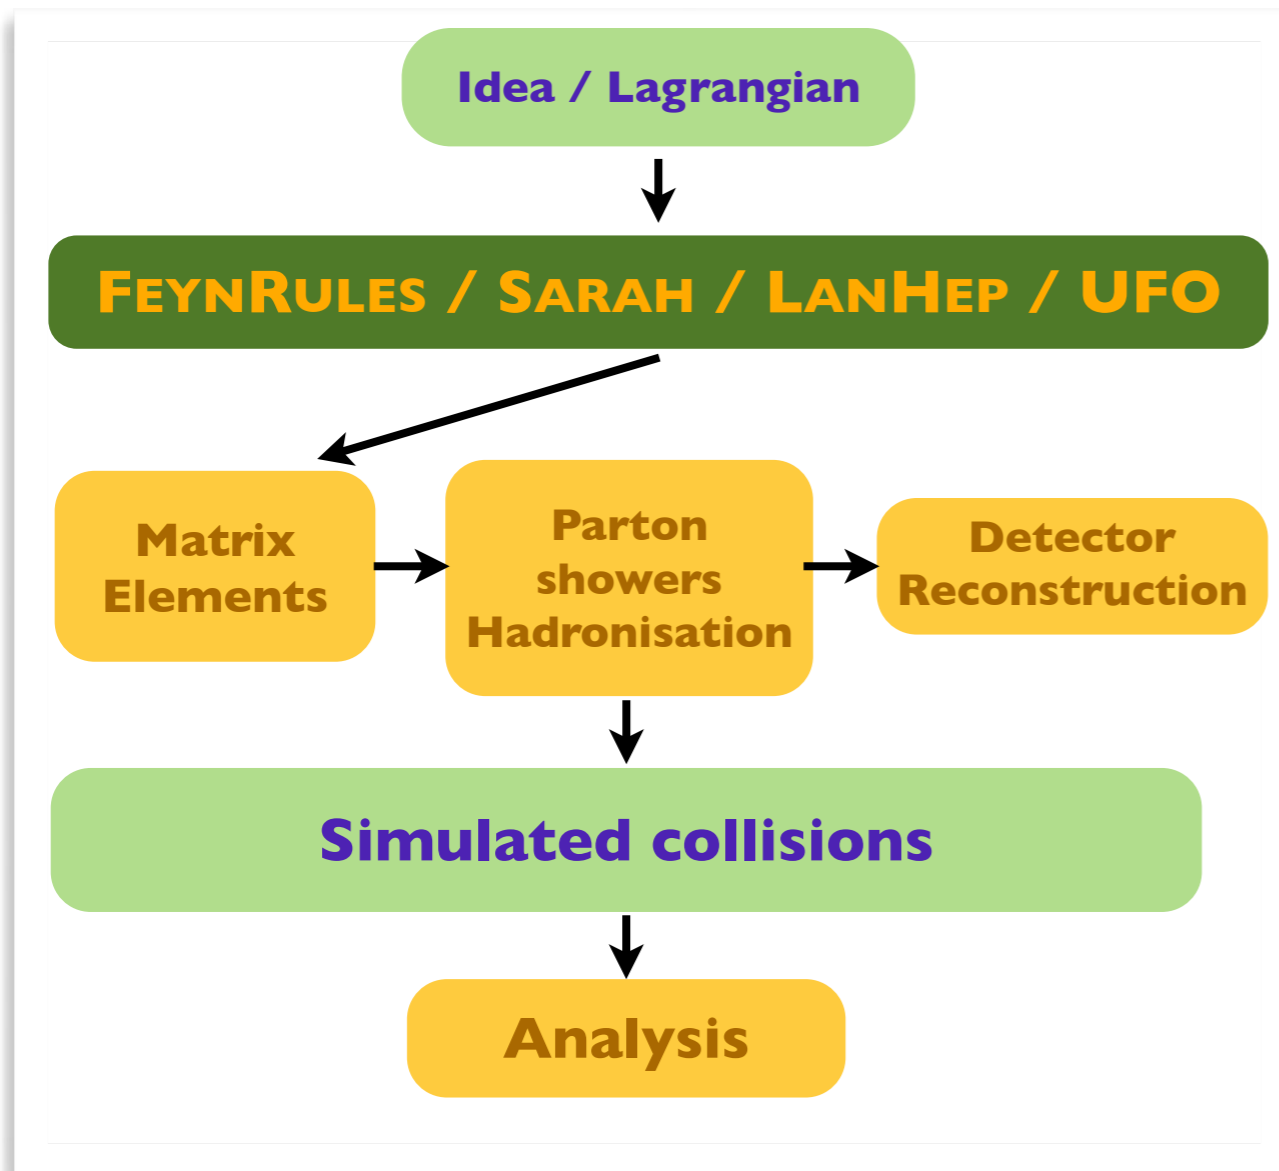 Idea / Lagrangian
FEYNRULES / SARAH / LANHEP / UFO
Matrix
Elements
Parton
showers
Hadronisation
Detector
Reconstruction
Simulated collisions
Analysis